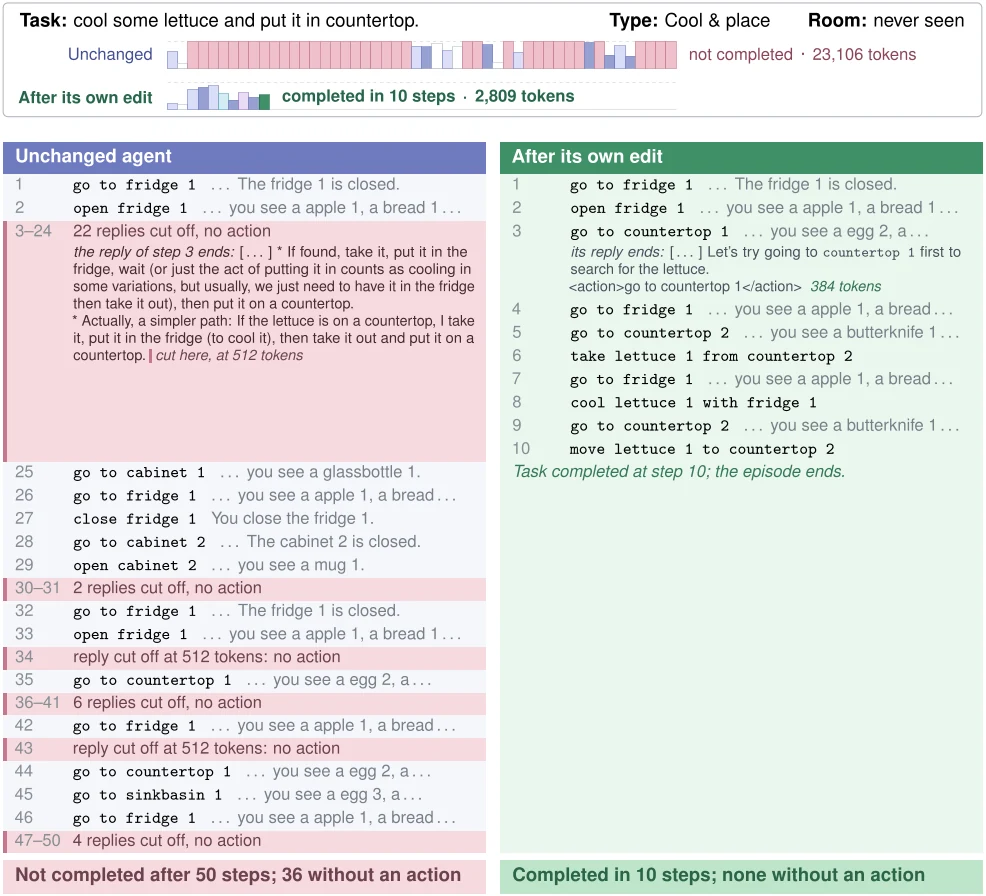 Task: cool some lettuce and put it in countertop. Type: Cool & place Room: never seen
Unchanged not completed · 23,106 tokens
After its own edit completed in 10 steps · 2,809 tokens
Unchanged agent
1 go to fridge 1 ... The fridge 1 is closed.
2 open fridge 1 ... you see a apple 1, a bread 1...
3–24 22 replies cut off, no action
the reply of step 3 ends: [...] * If found, take it, put it in the
fridge, wait (or just the act of putting it in counts as cooling in
some variations, but usually, we just need to have it in the fridge
then take it out), then put it on a countertop.
* Actually, a simpler path: If the lettuce is on a countertop, I take
it, put it in the fridge (to cool it), then take it out and put it on a
countertop. cut here, at 512 tokens
25 go to cabinet 1 ... you see a glassbottle 1.
26 go to fridge 1 ... you see a apple 1, a bread...
27 close fridge 1 You close the fridge 1.
28 go to cabinet 2 ... The cabinet 2 is closed.
29 open cabinet 2 ... you see a mug 1.
30–31 2 replies cut off, no action
32 go to fridge 1 ... The fridge 1 is closed.
33 open fridge 1 ... you see a apple 1, a bread 1...
34 reply cut off at 512 tokens: no action
35 go to countertop 1 ... you see a egg 2, a...
36–41 6 replies cut off, no action
42 go to fridge 1 ... you see a apple 1, a bread...
43 reply cut off at 512 tokens: no action
44 go to countertop 1 ... you see a egg 2, a...
45 go to sinkbasin 1 ... you see a egg 3, a...
46 go to fridge 1 ... you see a apple 1, a bread...
47–50 4 replies cut off, no action
Not completed after 50 steps; 36 without an action
After its own edit
1 go to fridge 1 ... The fridge 1 is closed.
2 open fridge 1 ... you see a apple 1, a bread 1...
3 go to countertop 1 ... you see a egg 2, a...
its reply ends: [...] Let's try going to countertop 1 first to
search for the lettuce.
<action>go to countertop 1</action> 384 tokens
4 go to fridge 1 ... you see a apple 1, a bread...
5 go to countertop 2 ... you see a butterknife 1...
6 take lettuce 1 from countertop 2
7 go to fridge 1 ... you see a apple 1, a bread...
8 cool lettuce 1 with fridge 1
9 go to countertop 2 ... you see a butterknife 1...
10 move lettuce 1 to countertop 2
Task completed at step 10; the episode ends.
Completed in 10 steps; none without an action